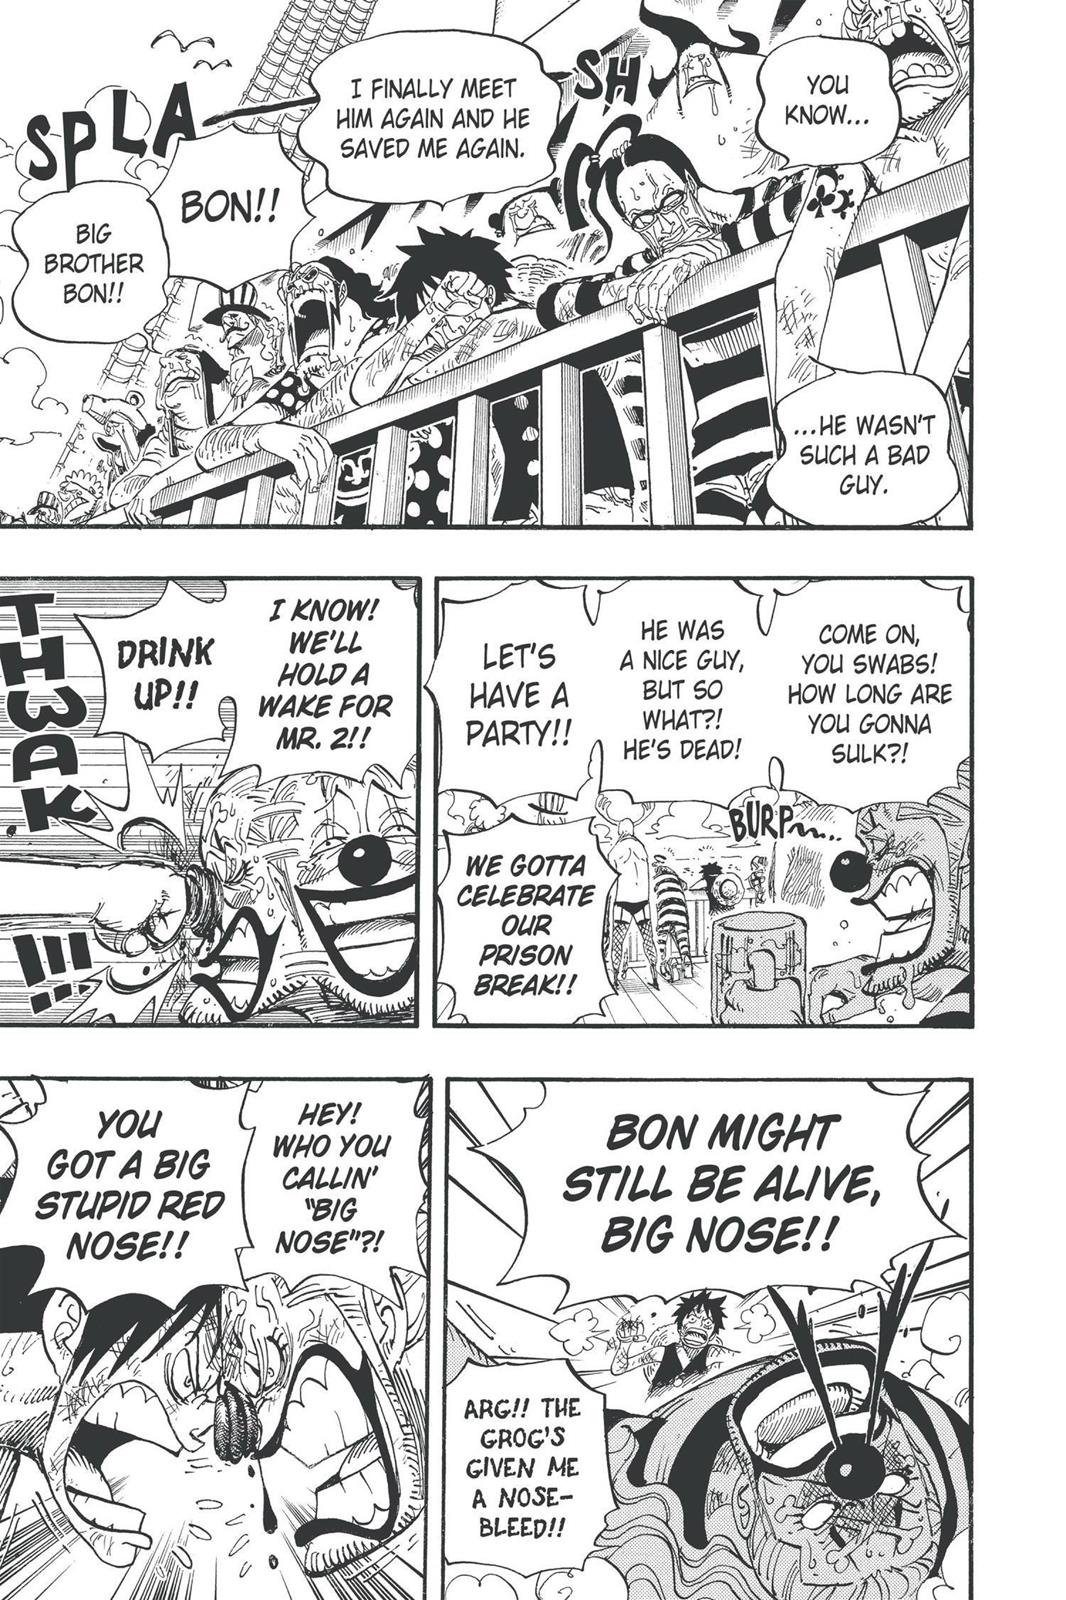 YOU
KNOW...
SH
I FINALLY MEET
HIM AGAIN AND HE
SAVED ME AGAIN.
BON!!
SPLA
BIG
BROTHER
BON!!
...HE WASN'T
SUCH A BAD
GUY.
COME ON,
YOU SWABS!
HOW LONG ARE
YOU GONNA
SULK?!
HE WAS
A NICE GUY,
BUT SO
WHAT?!
HE'S DEAD!
LET'S
HAVE A
PARTY!!
BURP...
WE GOTTA
CELEBRATE
OUR
PRISON
BREAK!!
I KNOW!
WE'LL
HOLD A
WAKE FOR
MR. 2!!
DRINK
UP!!
THWAK
!!!
BON MIGHT
STILL BE ALIVE,
BIG NOSE!!
ARG!! THE
GROG'S
GIVEN ME
A NOSE-
BLEED!!
HEY!
WHO YOU
CALLIN'
"BIG
NOSE"?!
YOU
GOT A BIG
STUPID RED
NOSE!!